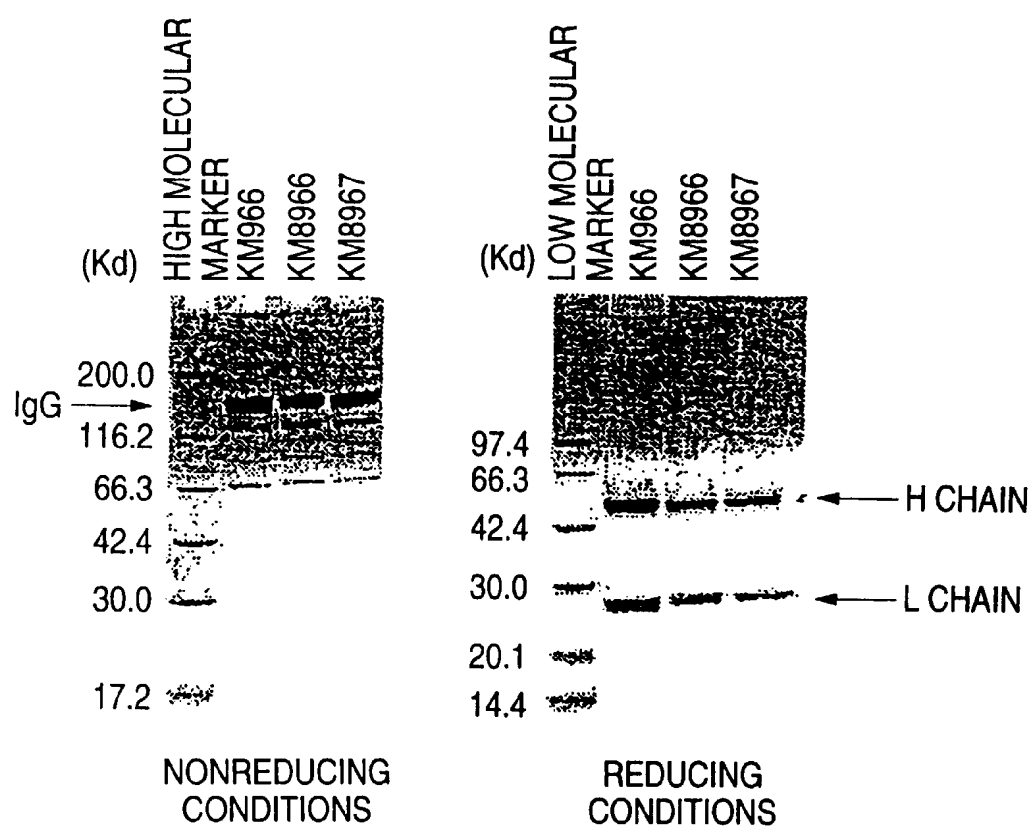 HIGH MOLECULAR
MARKER
KM966
KM8966
KM8967
(Kd)
200.0
IgG
116.2
66.3
42.4
30.0
17.2
NONREDUCING
CONDITIONS
LOW MOLECULAR
MARKER
KM966
KM8966
KM8967
(Kd)
97.4
66.3
42.4
30.0
20.1
14.4
H CHAIN
L CHAIN
REDUCING
CONDITIONS